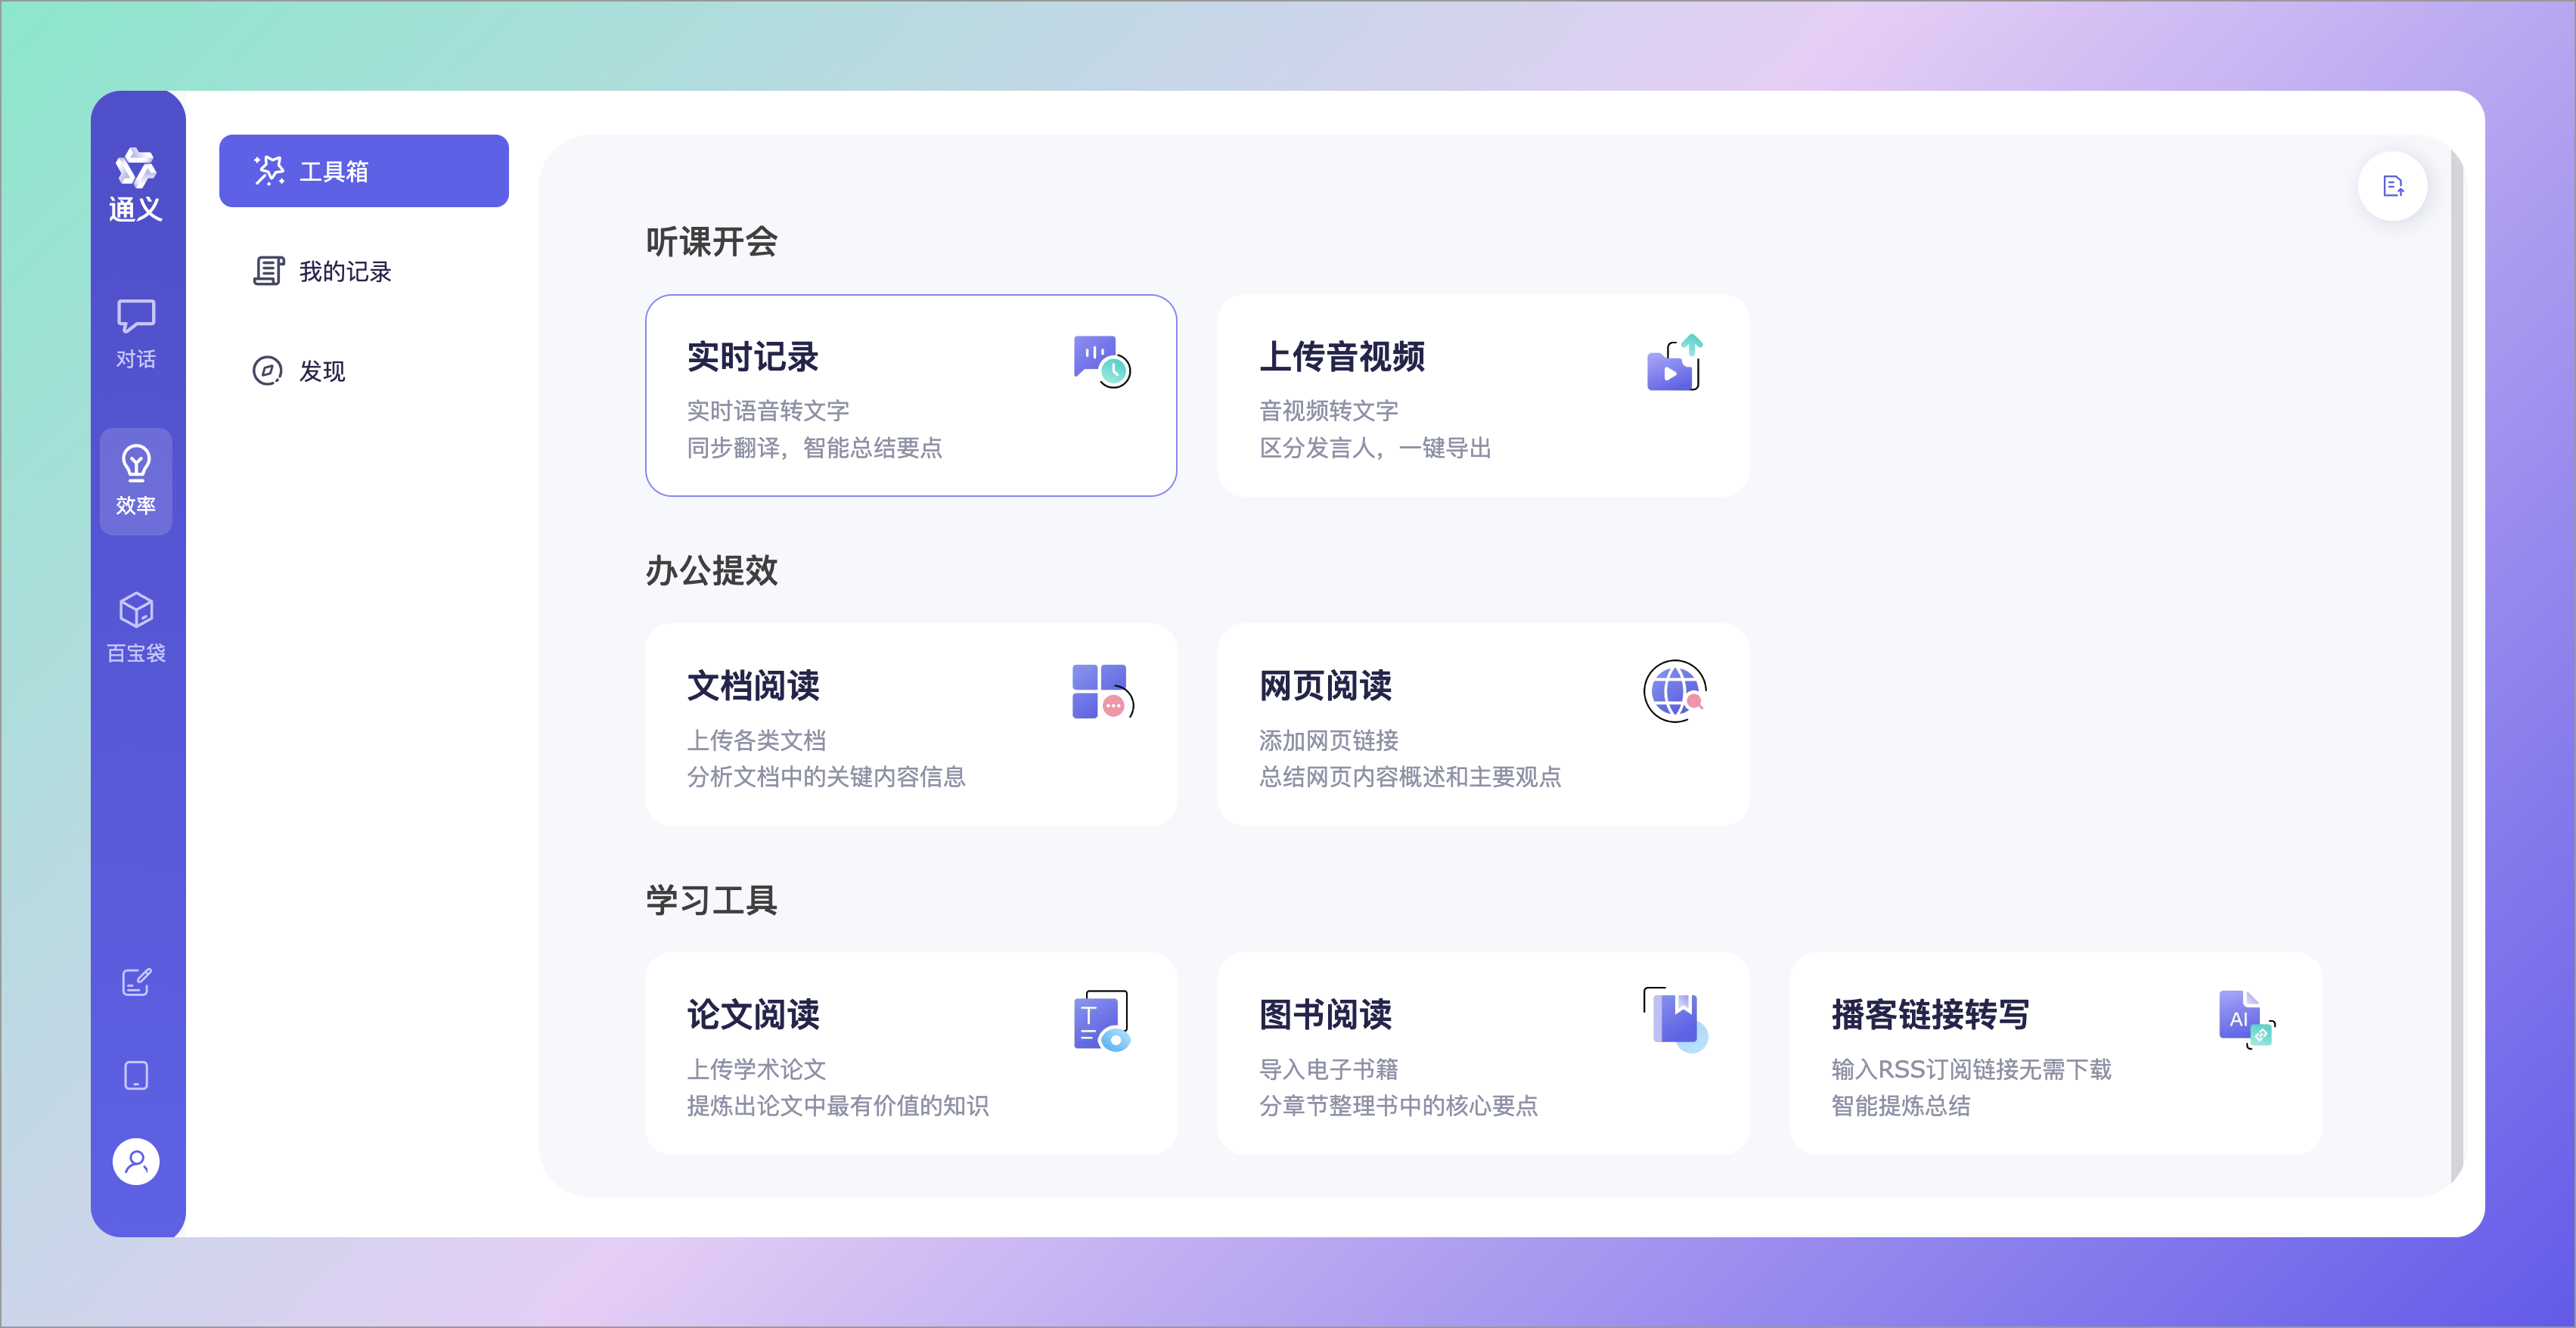 通义
对话
效率
百宝袋
工具箱
我的记录
发现
听课开会
实时记录
实时语音转文字
同步翻译，智能总结要点
上传音视频
音视频转文字
区分发言人，一键导出
办公提效
文档阅读
上传各类文档
分析文档中的关键内容信息
网页阅读
添加网页链接
总结网页内容概述和主要观点
学习工具
论文阅读
上传学术论文
提炼出论文中最有价值的知识
图书阅读
导入电子书籍
分章节整理书中的核心要点
播客链接转写
输入RSS订阅链接无需下载
智能提炼总结
T
AI